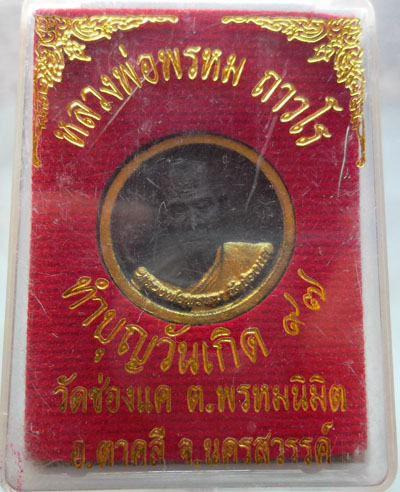 หลวงพ่อพรหม ถาวโร
ทำบุญวันเกิด ๙๗
วัดช่องแค ต.พรหมนิมิต
อ.ตาคลี จ.นครสวรรค์